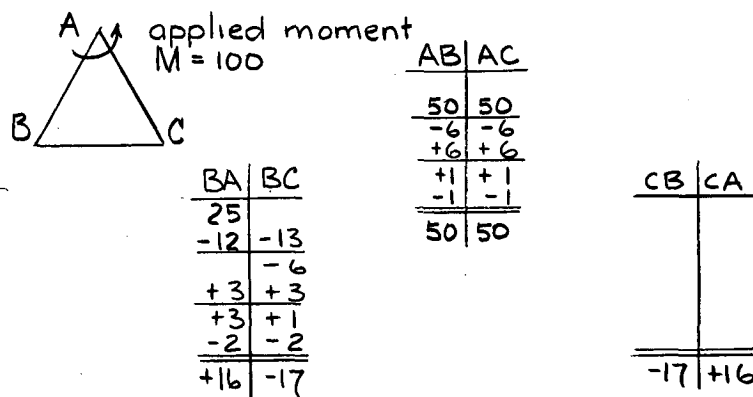 A applied moment
M = 100
B C
AB AC
50 50
-6 -6
+6 +6
+1 +1
-1 -1
50 50
BA BC
25
-12 -13
-6
+3 +3
+3 +1
-2 -2
+16 -17
CB CA
-17 +16